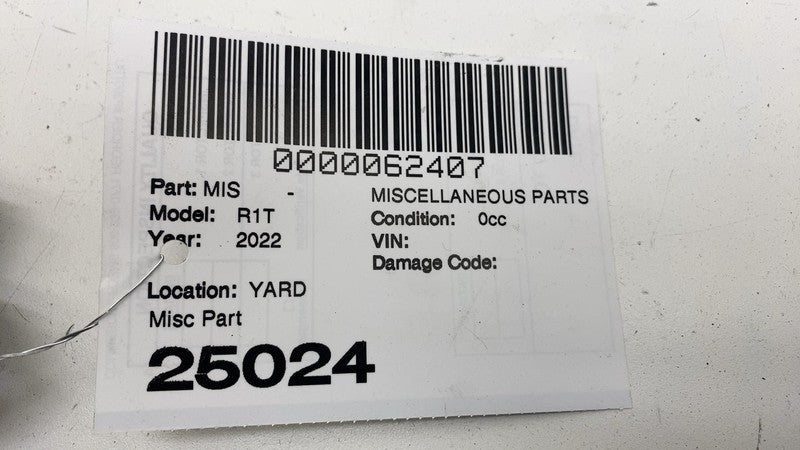 0000062407
Part: MIS - MISCELLANEOUS PARTS
Model: R1T Condition: 0cc
Year: 2022 VIN:
Damage Code:
Location: YARD
Misc Part
25024